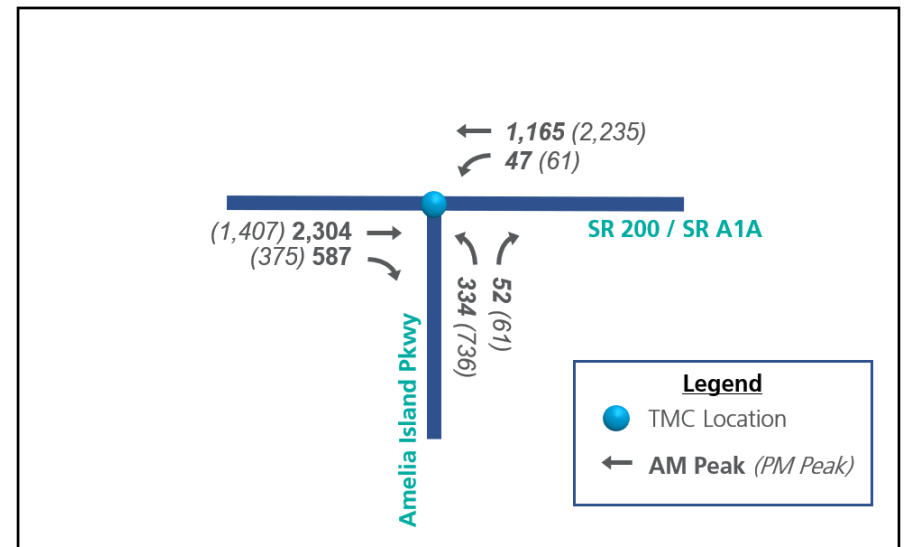 1,165 (2,235)
47 (61)
SR 200 / SR A1A
(1,407) 2,304
(375) 587
334 (736)
52 (61)
Amelia Island Pkwy
Legend
TMC Location
AM Peak (PM Peak)